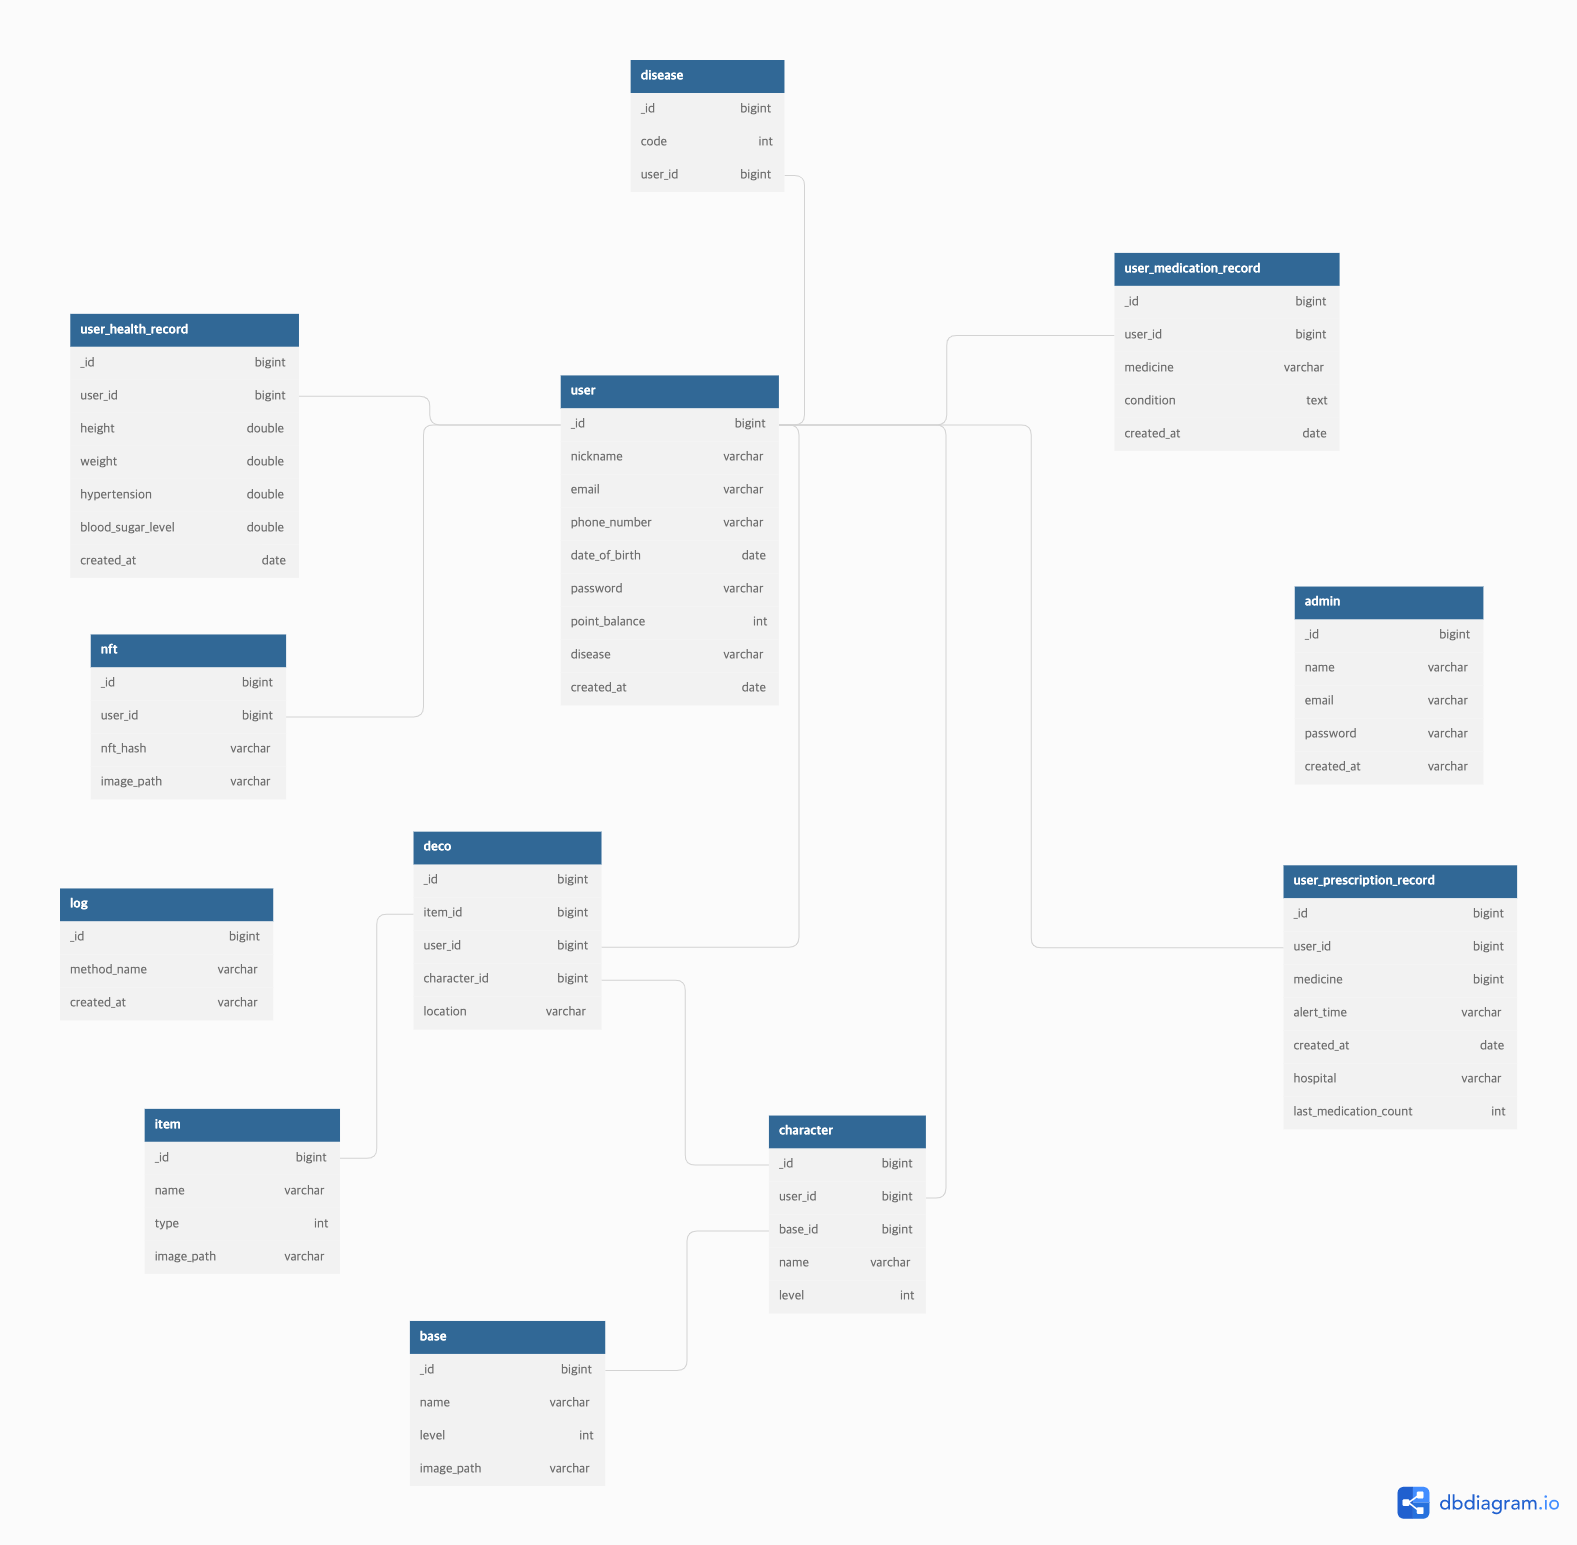 disease
_id bigint
code int
user_id bigint
user_medication_record
_id bigint
user_id bigint
medicine varchar
condition text
created_at date
user_health_record
_id bigint
user_id bigint
height double
weight double
hypertension double
blood_sugar_level double
created_at date
user
_id bigint
nickname varchar
email varchar
phone_number varchar
date_of_birth date
password varchar
point_balance int
disease varchar
created_at date
admin
_id bigint
name varchar
email varchar
password varchar
created_at varchar
nft
_id bigint
user_id bigint
nft_hash varchar
image_path varchar
deco
_id bigint
item_id bigint
user_id bigint
character_id bigint
location varchar
user_prescription_record
_id bigint
user_id bigint
medicine bigint
alert_time varchar
created_at date
hospital varchar
last_medication_count int
log
_id bigint
method_name varchar
created_at varchar
item
_id bigint
name varchar
type int
image_path varchar
character
_id bigint
user_id bigint
base_id bigint
name varchar
level int
base
_id bigint
name varchar
level int
image_path varchar
dbdiagram.io